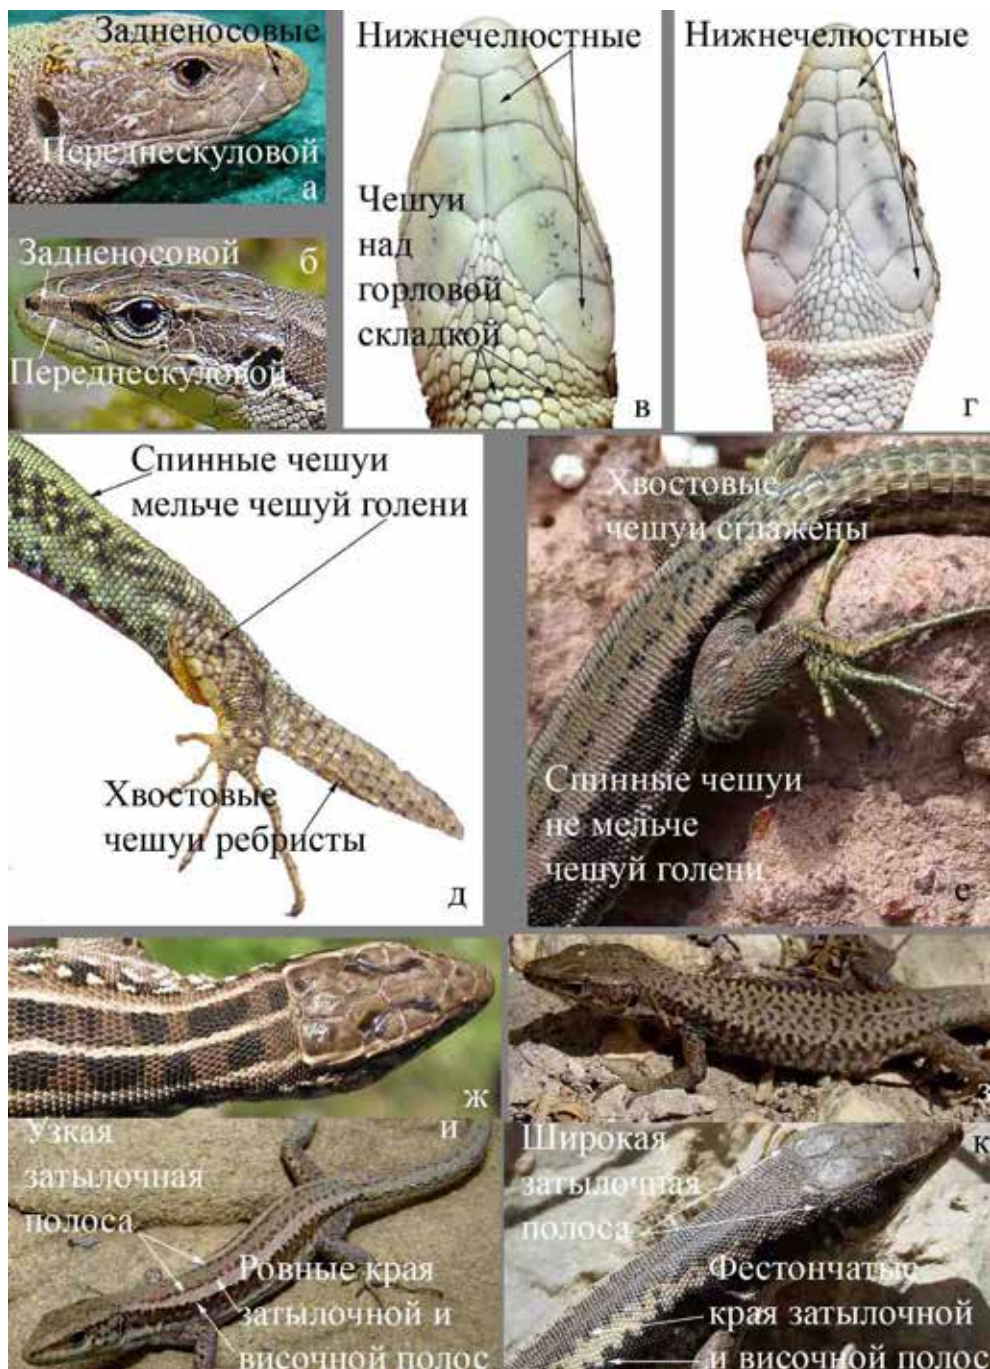 Задненосовые
Переднескуловой
а
Задненосовой
б
Переднескуловой
Нижнечелюстные
Чешуи
над
горловой
складкой
в
Нижнечелюстные
г
Спинные чешуи
мельче чешуй голени
Хвостовые
чешуи ребристы
д
Хвостовые
чешуи сглажены
Спинные чешуи
не мельче
чешуй голени
е
ж
з
Узкая
затылочная
полоса
и
Ровные края
затылочной и
височной полос
Широкая
затылочная
полоса
к
Фестончатые
края затылочной
и височной полос